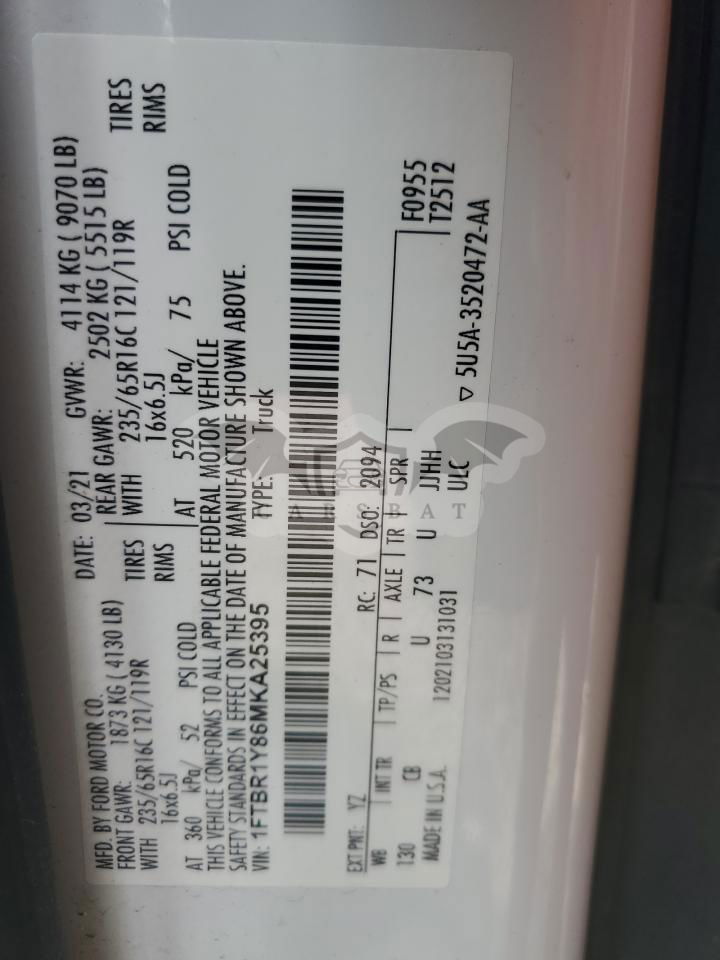 MFD. BY FORD MOTOR CO.
DATE: 03/21 GVWR: 4114 KG ( 9070 LB)
FRONT GAWR: 1873 KG ( 4130 LB)
REAR GAWR: 2502 KG ( 5515 LB)
WITH 235/65R16C 121/119R TIRES
WITH 235/65R16C 121/119R TIRES
16x6.5J RIMS
16x6.5J RIMS
AT 360 kPa/ 52 PSI COLD
AT 520 kPa/ 75 PSI COLD
THIS VEHICLE CONFORMS TO ALL APPLICABLE FEDERAL MOTOR VEHICLE
SAFETY STANDARDS IN EFFECT ON THE DATE OF MANUFACTURE SHOWN ABOVE.
VIN: 1FTBR1Y86MKA25395 TYPE: Truck
EXT PNT: YZ RC: 71 DSO: 2094
WB INT TR TP/PS R AXLE TR SPR F0955
130 CB U 73 U JJHH T2512
MADE IN U.S.A. 1202103131031 ULC
▽ 5U5A-3520472-AA